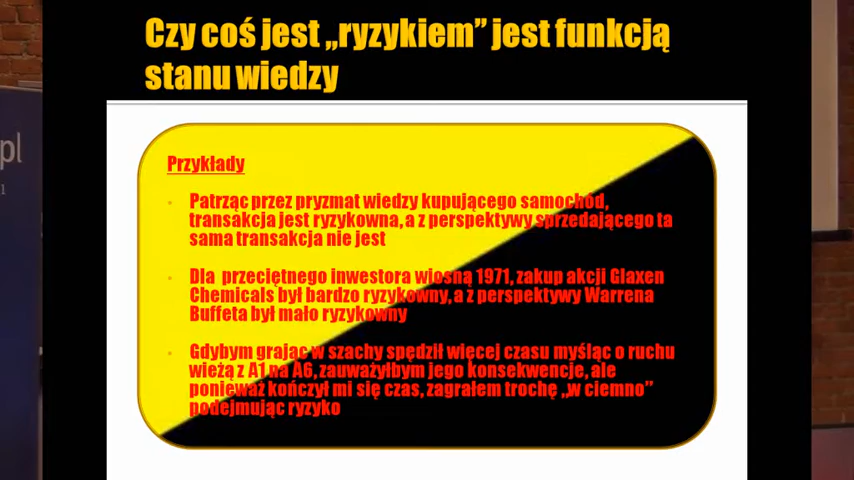 Czy coś jest „ryzykiem” jest funkcją
stanu wiedzy
pl
1
Przykłady
Patrząc przez pryzmat wiedzy kupującego samochód,
transakcja jest ryzykowna, a z perspektywy sprzedającego ta
sama transakcja nie jest
Dla przeciętnego inwestora wiosną 1971, zakup akcji Glaxen
Chemicals był bardzo ryzykowny, a z perspektywy Warrena
Buffeta był mało ryzykowny
Gdybym grając w szachy spędził więcej czasu myśląc o ruchu
wieżą z A1 na A6, zauważyłbym jego konsekwencje, ale
ponieważ kończył mi się czas, zagrałem trochę „w ciemno”
podejmując ryzyko